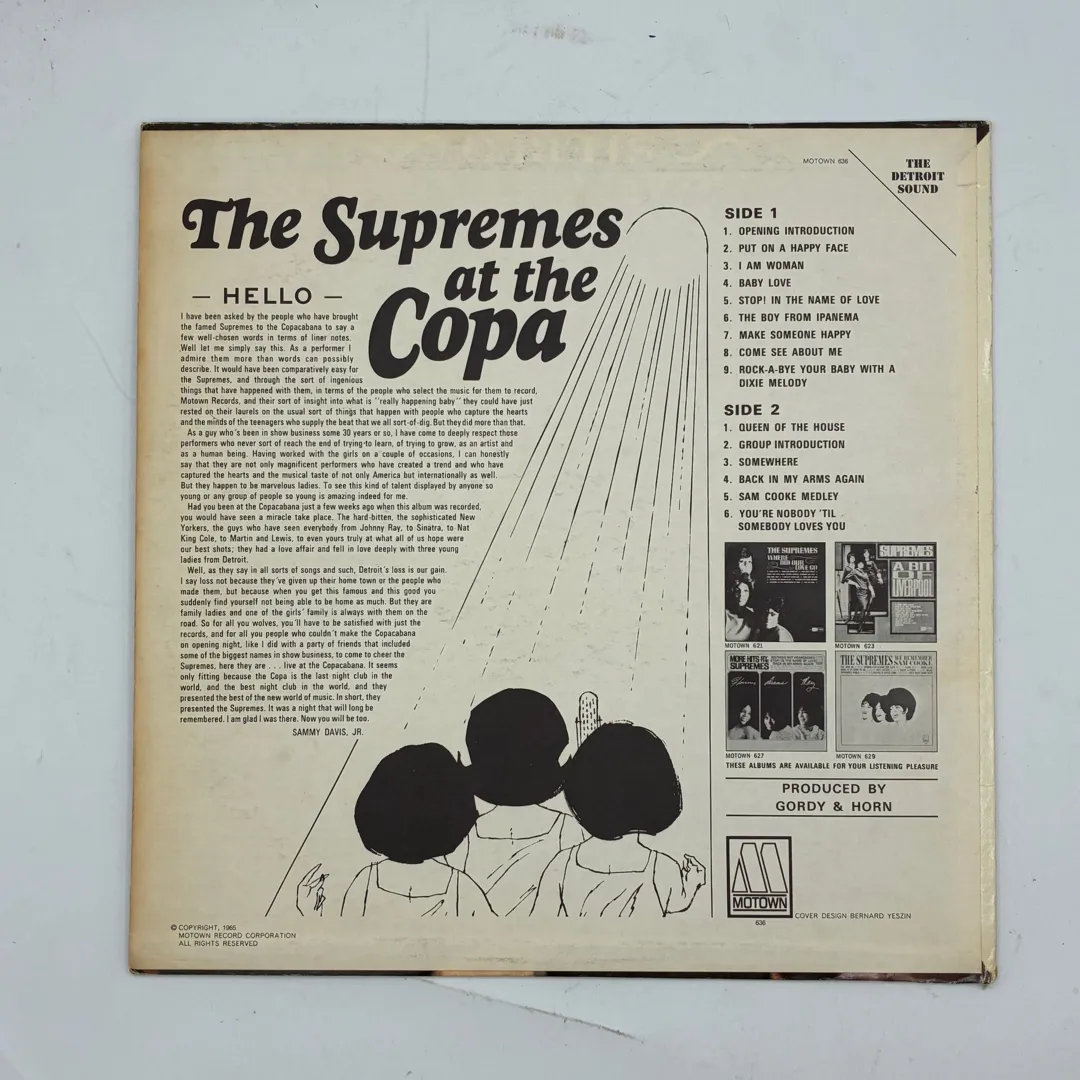 MOTOWN 636
THE
DETROIT
SOUND
The Supremes
at the
Copa
— HELLO —
I have been asked by the people who have brought
the famed Supremes to the Copacabana to say a
few well-chosen words in terms of liner notes.
Well let me simply say this. As a performer I
admire them more than words can possibly
describe. It would have been comparatively easy for
the Supremes, and through the sort of ingenious
things that have happened with them, in terms of the people who select the music for them to record,
Motown Records, and their sort of insight into what is "really happening baby" they could have just
rested on their laurels on the usual sort of things that happen with people who capture the hearts
and the minds of the teenagers who supply the beat that we all sort-of-dig. But they did more than that.
As a guy who's been in show business some 30 years or so, I have come to deeply respect those
performers who never sort of reach the end of trying to learn, of trying to grow, as an artist and
as a human being. Having worked with the girls on a couple of occasions, I can honestly
say that they are not only magnificent performers who have created a trend and who have
captured the hearts and the musical taste of not only America but internationally as well.
But they happen to be marvelous ladies. To see this kind of talent displayed by anyone so
young or any group of people so young is amazing indeed for me.
Had you been at the Copacabana just a few weeks ago when this album was recorded,
you would have seen a miracle take place. The hard-bitten, the sophisticated New
Yorkers, the guys who have seen everybody from Johnny Ray, to Sinatra, to Nat
King Cole, to Martin and Lewis, to even yours truly at what all of us hope were
our best shots; they had a love affair and fell in love deeply with three young
ladies from Detroit.
Well, as they say in all sorts of songs and such, Detroit's loss is our gain.
I say loss not because they've given up their home town or the people who
made them, but because when you get this famous and this good you
suddenly find yourself not being able to be home as much. But they are
family ladies and one of the girls' family is always with them on the
road. So for all you wolves, you'll have to be satisfied with just the
records, and for all you people who couldn't make the Copacabana
on opening night, like I did with a party of friends that included
some of the biggest names in show business, to come to cheer the
Supremes, here they are . . . live at the Copacabana. It seems
only fitting because the Copa is the last night club in the
world, and the best night club in the world, and they
presented the best of the new world of music. In short, they
presented the Supremes. It was a night that will long be
remembered. I am glad I was there. Now you will be too.
SAMMY DAVIS, JR.
SIDE 1
1. OPENING INTRODUCTION
2. PUT ON A HAPPY FACE
3. I AM WOMAN
4. BABY LOVE
5. STOP! IN THE NAME OF LOVE
6. THE BOY FROM IPANEMA
7. MAKE SOMEONE HAPPY
8. COME SEE ABOUT ME
9. ROCK-A-BYE YOUR BABY WITH A
DIXIE MELODY
SIDE 2
1. QUEEN OF THE HOUSE
2. GROUP INTRODUCTION
3. SOMEWHERE
4. BACK IN MY ARMS AGAIN
5. SAM COOKE MEDLEY
6. YOU'RE NOBODY 'TIL
SOMEBODY LOVES YOU
THE SUPREMES
WHERE
DID OUR
LOVE GO
MOTOWN 621
SUPREMES
A BIT
OF
LIVERPOOL
MOTOWN 623
MORE HITS BY THE
SUPREMES
Florence Diana Mary
MOTOWN 627
THE SUPREMES WE REMEMBER
SAM COOKE
MOTOWN 629
THESE ALBUMS ARE AVAILABLE FOR YOUR LISTENING PLEASURE
PRODUCED BY
GORDY & HORN
MOTOWN
636
COVER DESIGN BERNARD YESZIN
© COPYRIGHT, 1965
MOTOWN RECORD CORPORATION
ALL RIGHTS RESERVED